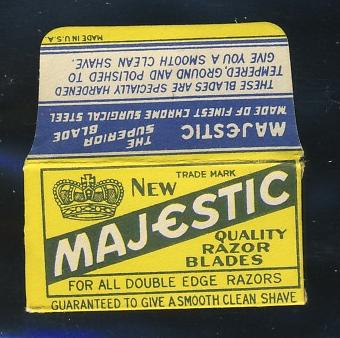 MADE IN U.S.A.
THESE BLADES ARE SPECIALLY HARDENED
TEMPERED, GROUND AND POLISHED TO
GIVE YOU A SMOOTH CLEAN SHAVE.
MAJESTIC
THE
SUPERIOR
BLADE
MADE OF FINEST CHROME SURGICAL STEEL
NEW
TRADE MARK
MAJESTIC
QUALITY
RAZOR
BLADES
FOR ALL DOUBLE EDGE RAZORS
GUARANTEED TO GIVE A SMOOTH CLEAN SHAVE